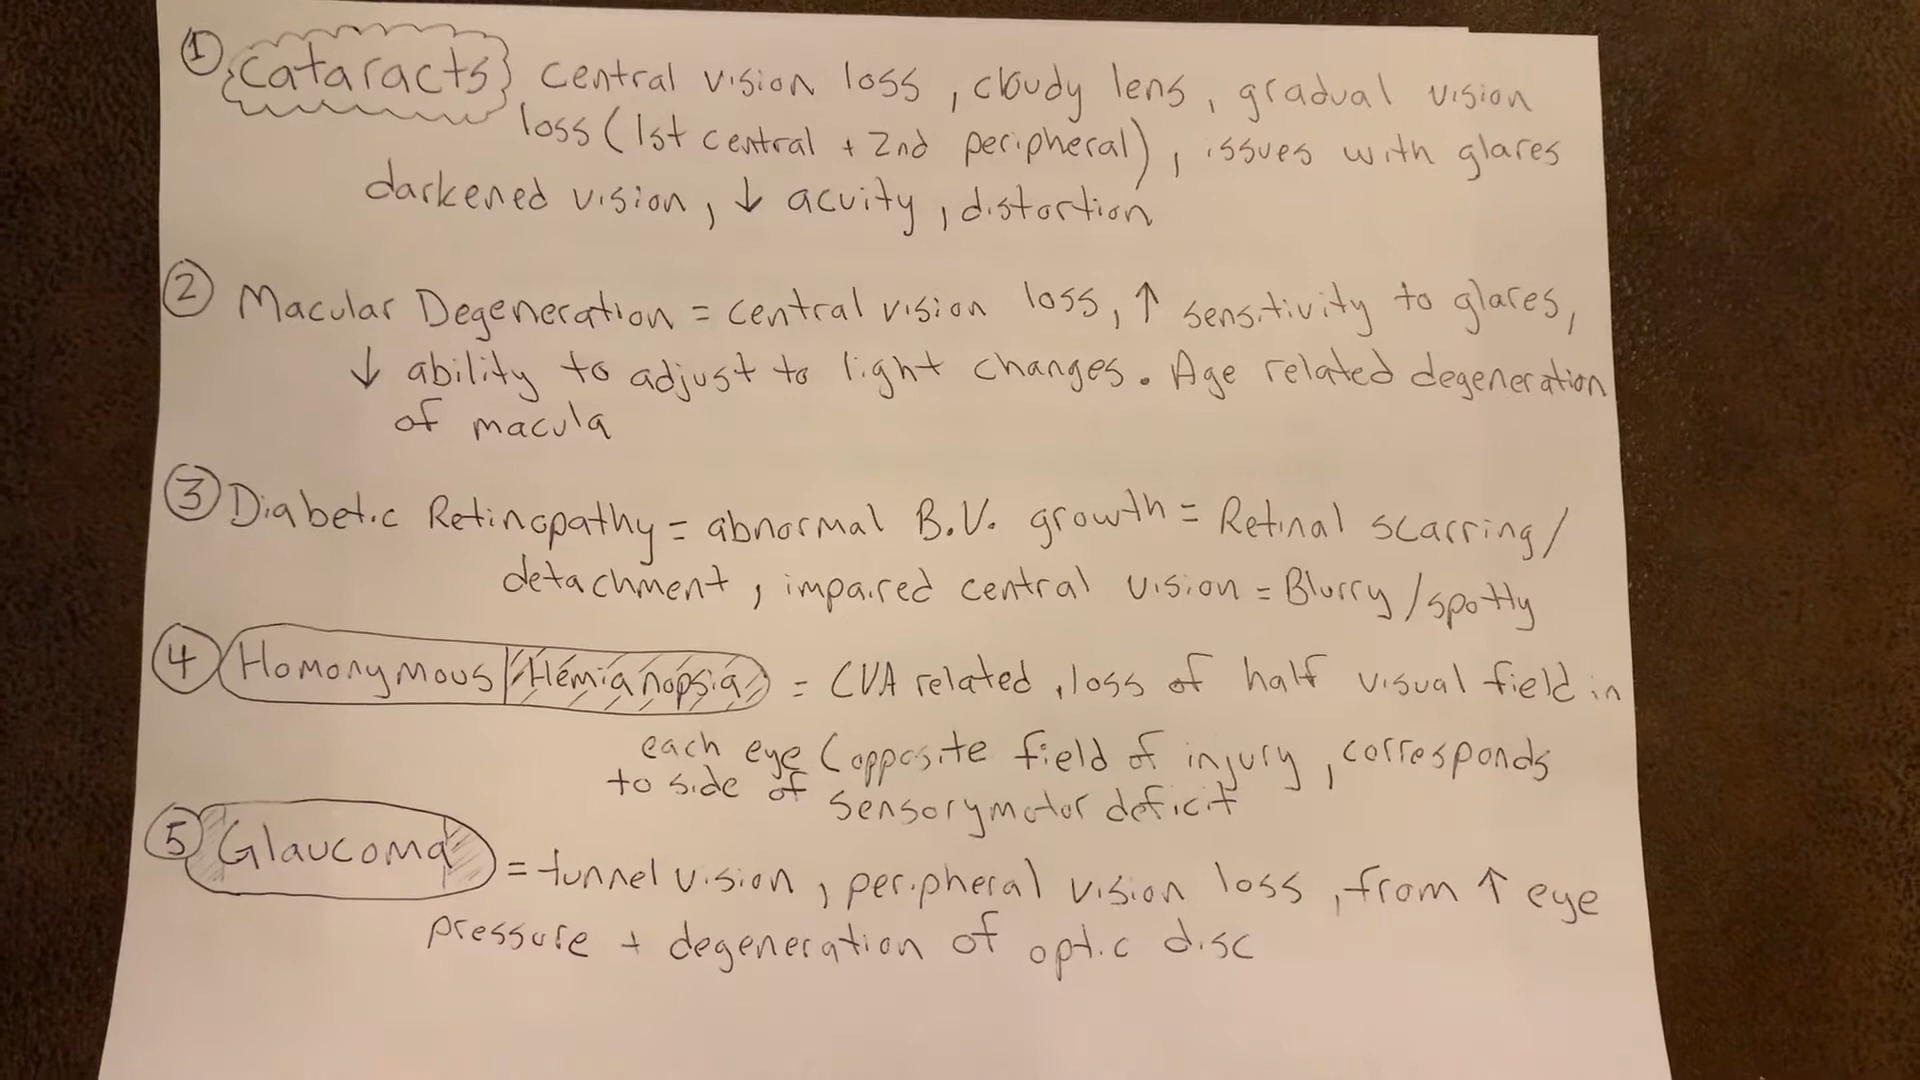 ① Cataracts central vision loss, cloudy lens, gradual vision
loss (1st central + 2nd peripheral), issues with glares
darkened vision, ↓ acuity, distortion
② Macular Degeneration = central vision loss, ↑ sensitivity to glares,
↓ ability to adjust to light changes. Age related degeneration
of macula
③ Diabetic Retinopathy = abnormal B.V. growth = Retinal scarring/
detachment, impaired central vision = Blurry/spotty
④ Homonymous Hemianopsia = CVA related, loss of half visual field in
each eye (opposite field of injury, corresponds
to side of sensorymotor deficit
⑤ Glaucoma = tunnel vision, peripheral vision loss, from ↑ eye
pressure + degeneration of optic disc